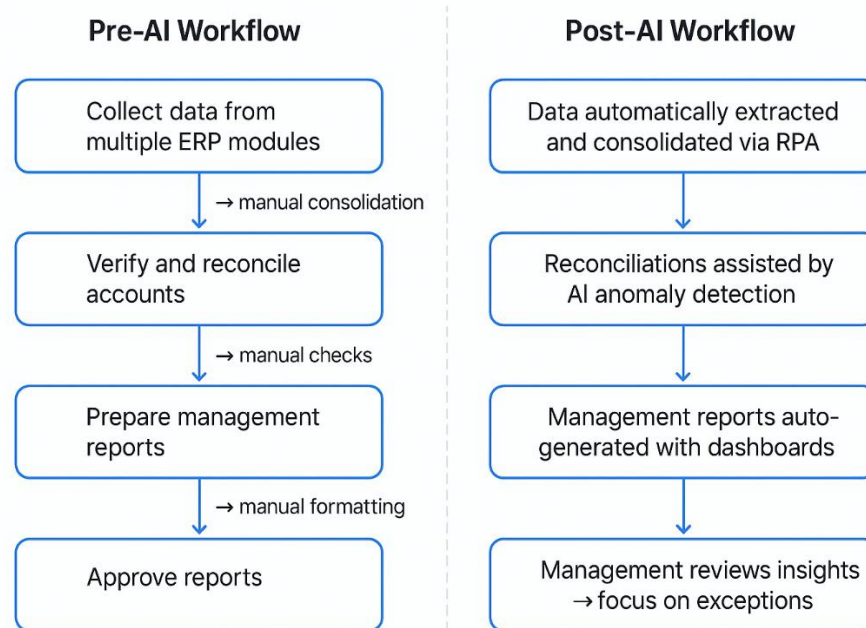 Pre-AI Workflow
Collect data from
multiple ERP modules
→ manual consolidation
Verify and reconcile
accounts
→ manual checks
Prepare management
reports
→ manual formatting
Approve reports
Post-AI Workflow
Data automatically extracted
and consolidated via RPA
Reconciliations assisted by
AI anomaly detection
Management reports auto-
generated with dashboards
Management reviews insights
→ focus on exceptions